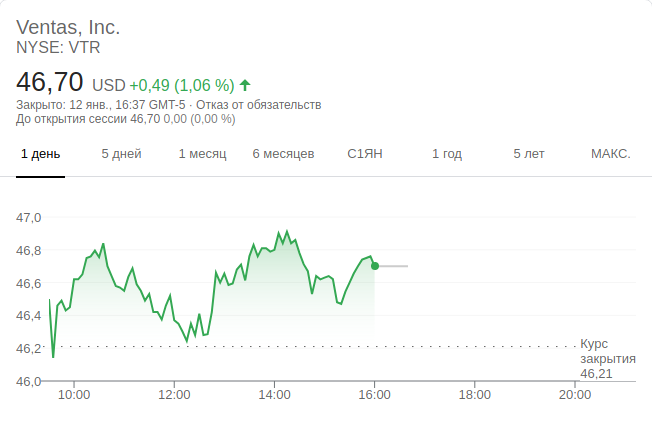 Ventas, Inc.
NYSE: VTR
46,70 USD +0,49 (1,06 %)
Закрыто: 12 янв., 16:37 GMT-5 · Отказ от обязательств
До открытия сессии 46,70 0,00 (0,00 %)
1 день 5 дней 1 месяц 6 месяцев С1ЯН 1 год 5 лет МАКС.
47,0
46,8
46,6
46,4
46,2
46,0
Курс
закрытия
46,21
10:00 12:00 14:00 16:00 18:00 20:00